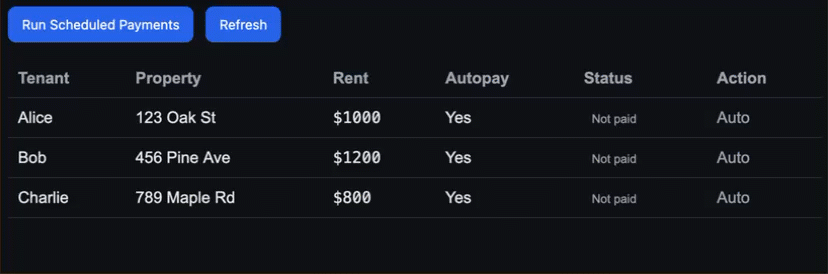 Run Scheduled Payments Refresh
Tenant Property Rent Autopay Status Action
Alice 123 Oak St $1000 Yes Not paid Auto
Bob 456 Pine Ave $1200 Yes Not paid Auto
Charlie 789 Maple Rd $800 Yes Not paid Auto